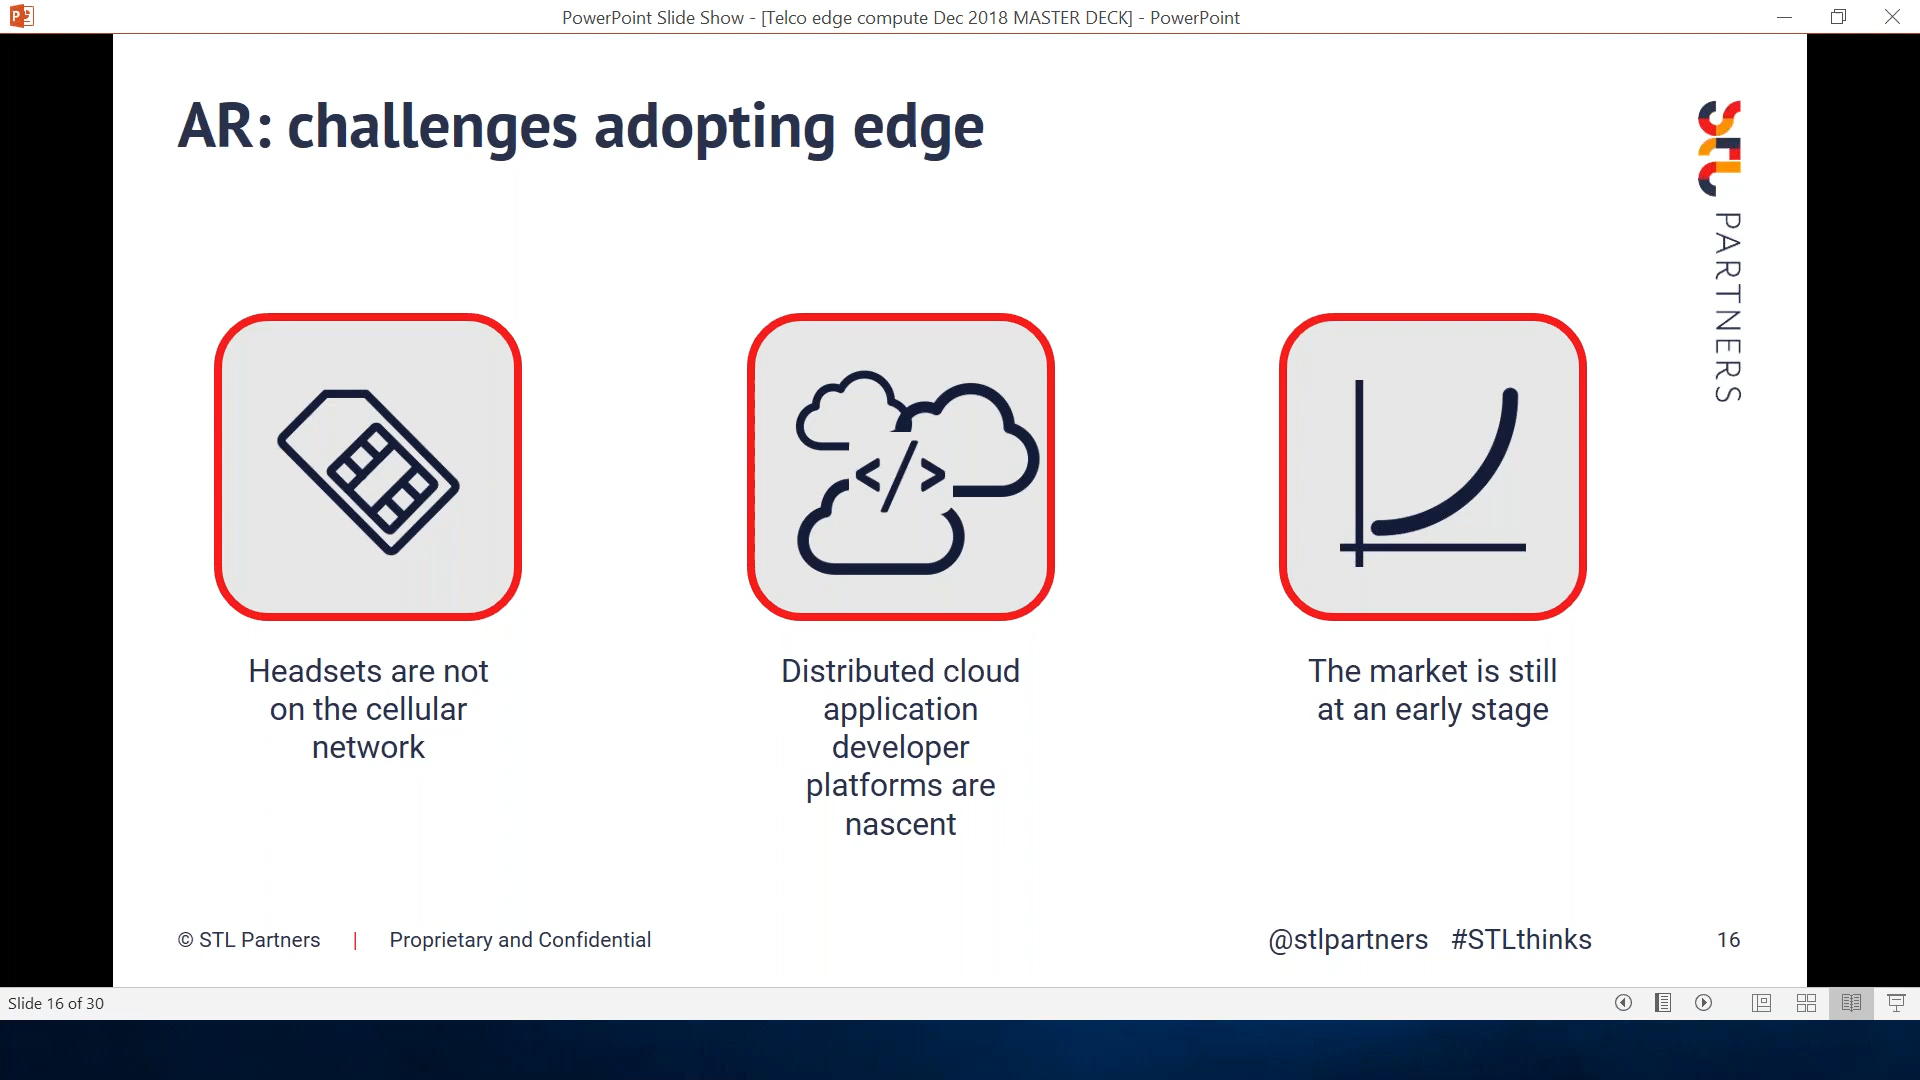 PowerPoint Slide Show - [Telco edge compute Dec 2018 MASTER DECK] - PowerPoint
AR: challenges adopting edge
STL
PARTNERS
</>
Headsets are not
on the cellular
network
Distributed cloud
application
developer
platforms are
nascent
The market is still
at an early stage
© STL Partners | Proprietary and Confidential
@stlpartners #STLthinks
16
Slide 16 of 30